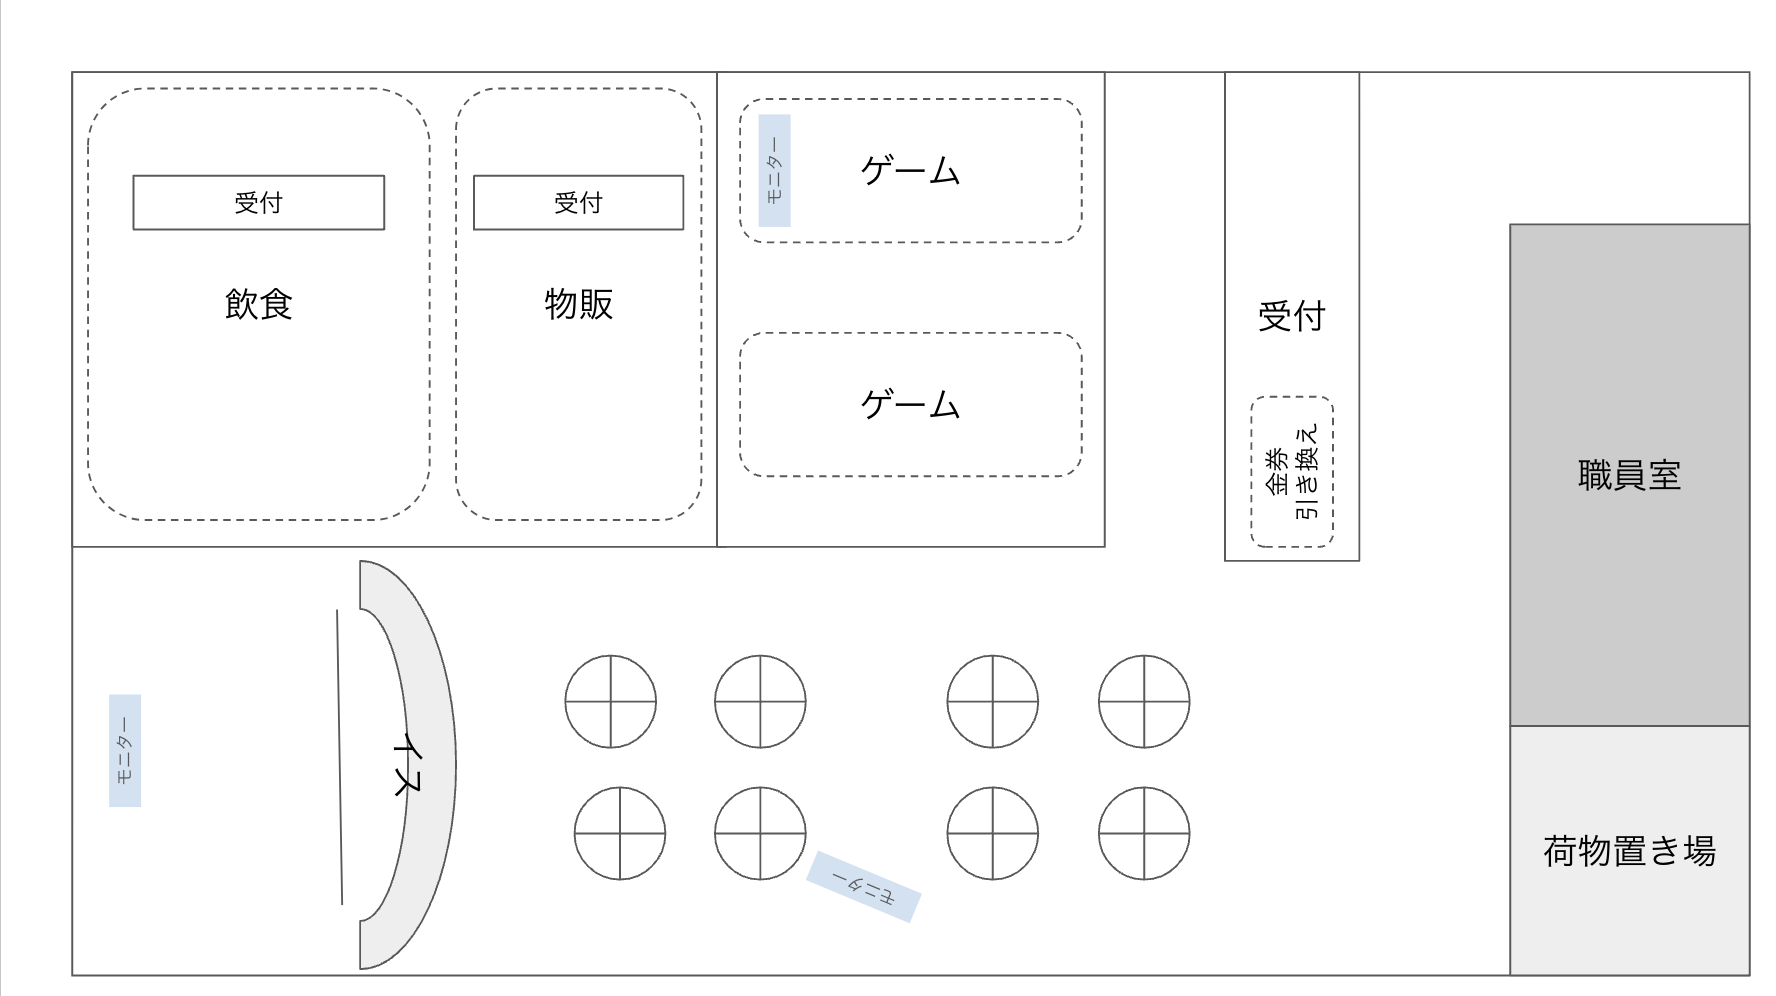 受付
飲食
受付
物販
モニター
ゲーム
ゲーム
受付
金券
引き換え
職員室
荷物置き場
モニター
イス
モニター